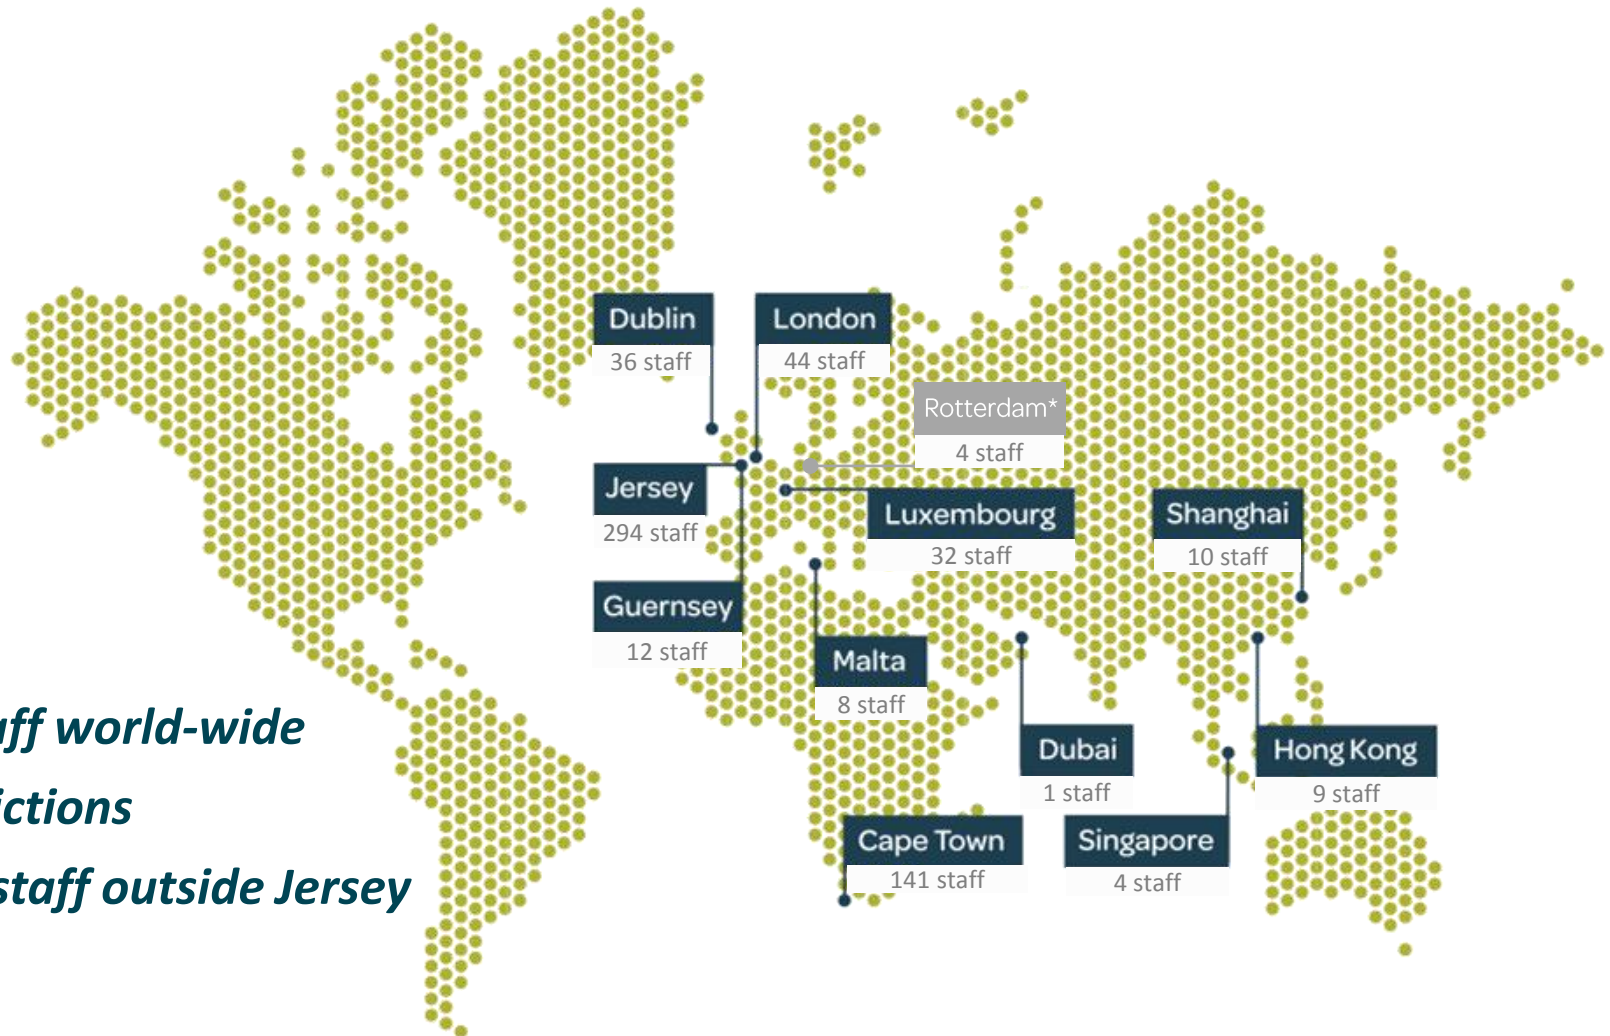 Dublin
36 staff
London
44 staff
Rotterdam*
4 staff
Jersey
294 staff
Luxembourg
32 staff
Shanghai
10 staff
Guernsey
12 staff
Malta
8 staff
Dubai
1 staff
Hong Kong
9 staff
Cape Town
141 staff
Singapore
4 staff
world-wide
staff outside Jersey